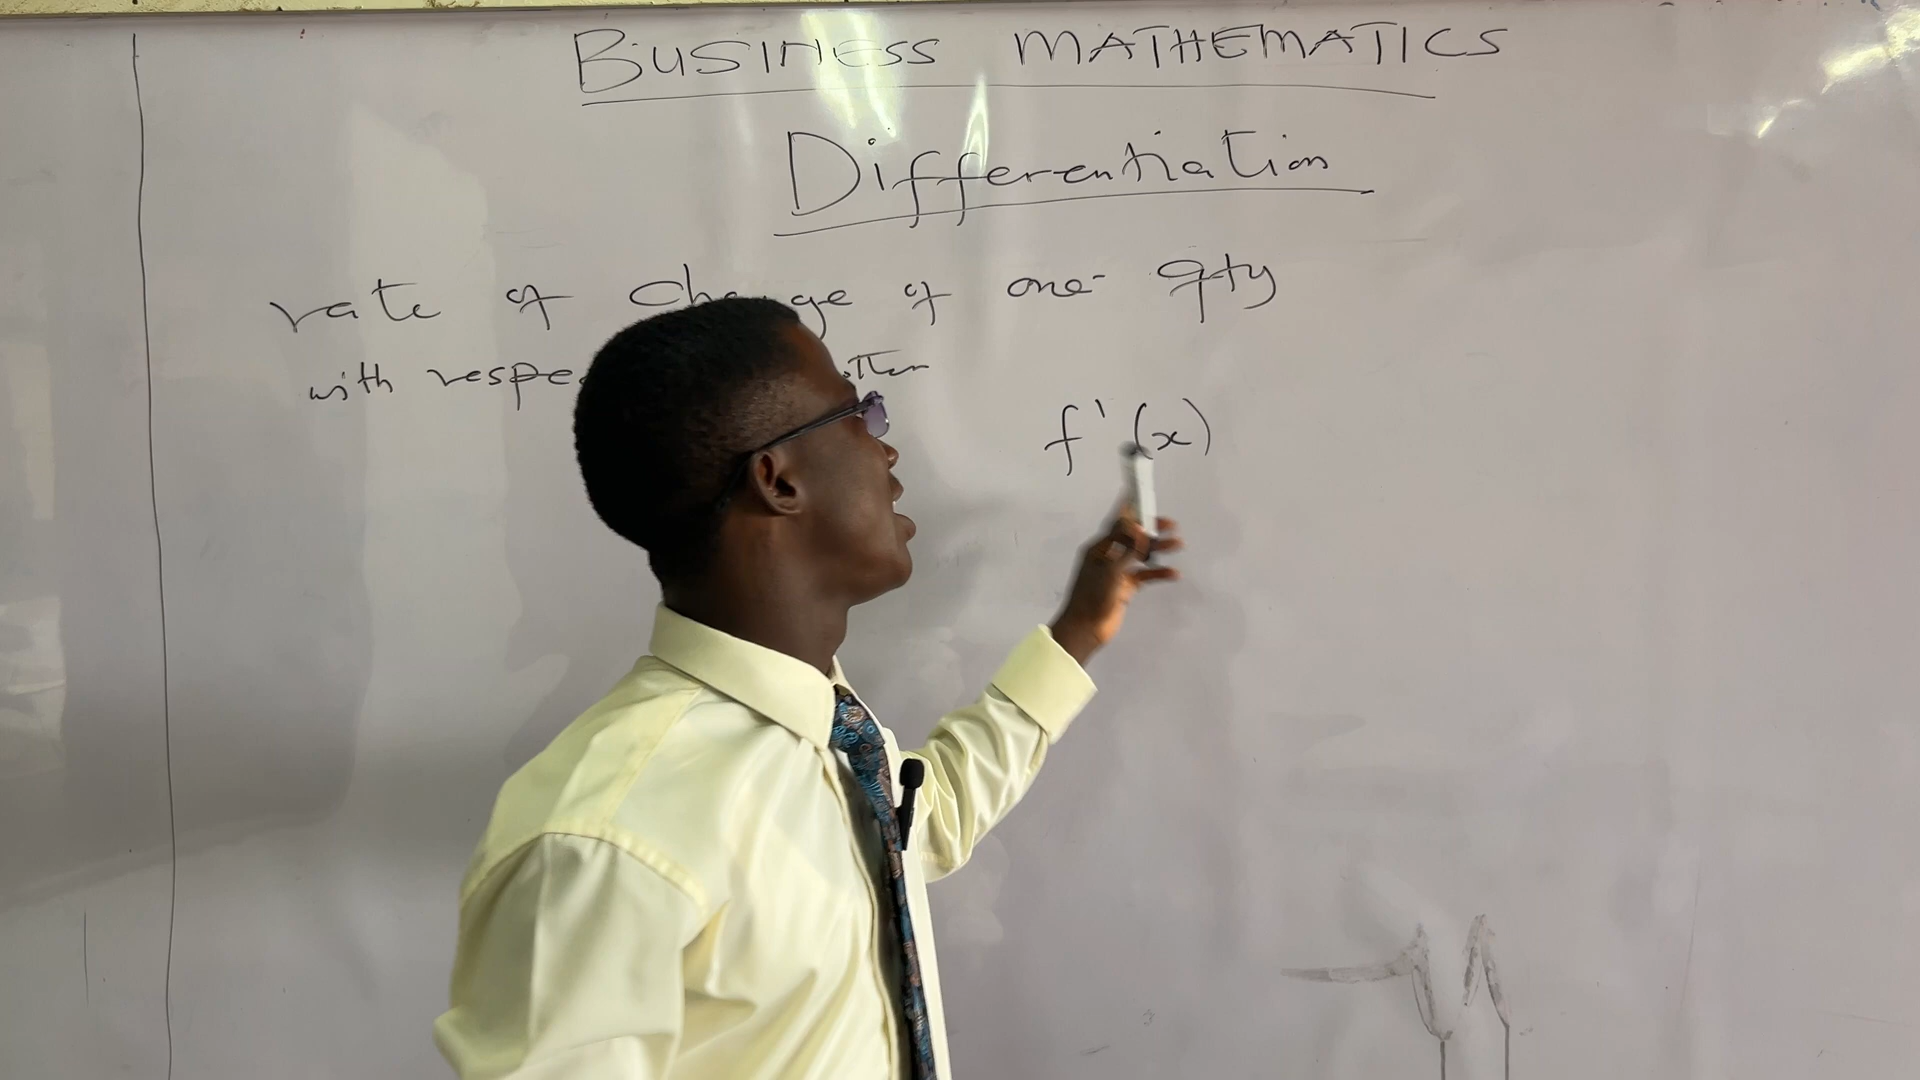 BUSINESS MATHEMATICS
Differentiation
rate of change of one qty
with respe
f'(x)